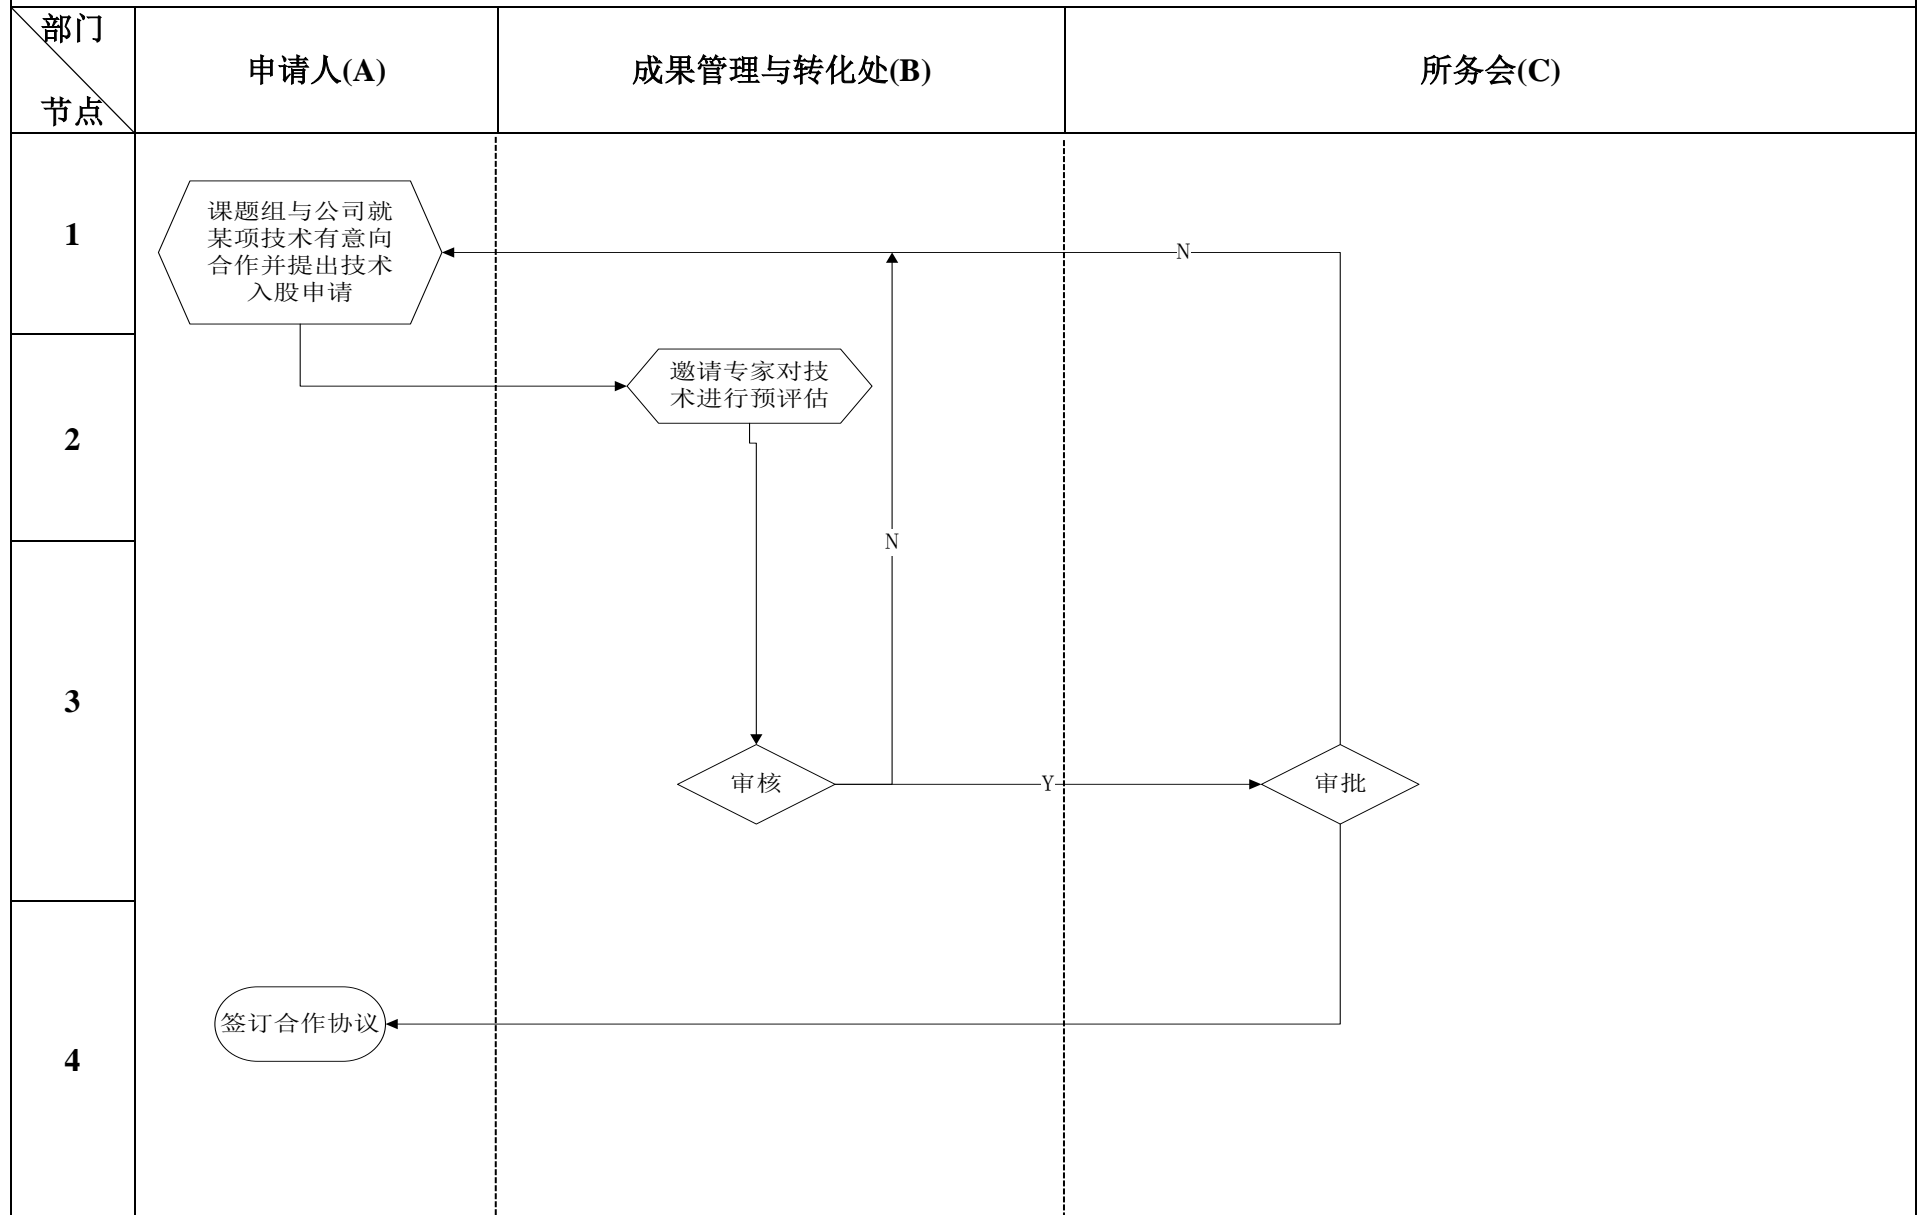 部门
节点
申请人(A)
成果管理与转化处(B)
所务会(C)
1
课题组与公司就
某项技术有意向
合作并提出技术
入股申请
N
2
邀请专家对技
术进行预评估
N
3
审核
Y
审批
4
签订合作协议